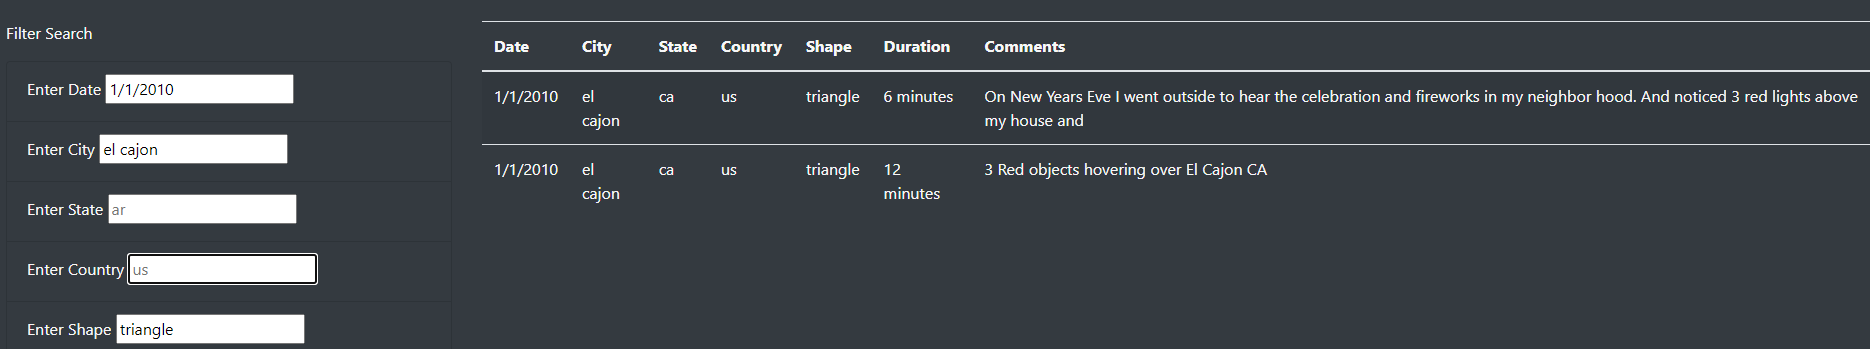 Filter Search
Enter Date 1/1/2010
Enter City el cajon
Enter State ar
Enter Country us
Enter Shape triangle
Date City State Country Shape Duration Comments
1/1/2010 el cajon ca us triangle 6 minutes On New Years Eve I went outside to hear the celebration and fireworks in my neighbor hood. And noticed 3 red lights above
my house and
1/1/2010 el cajon ca us triangle 12 minutes 3 Red objects hovering over El Cajon CA